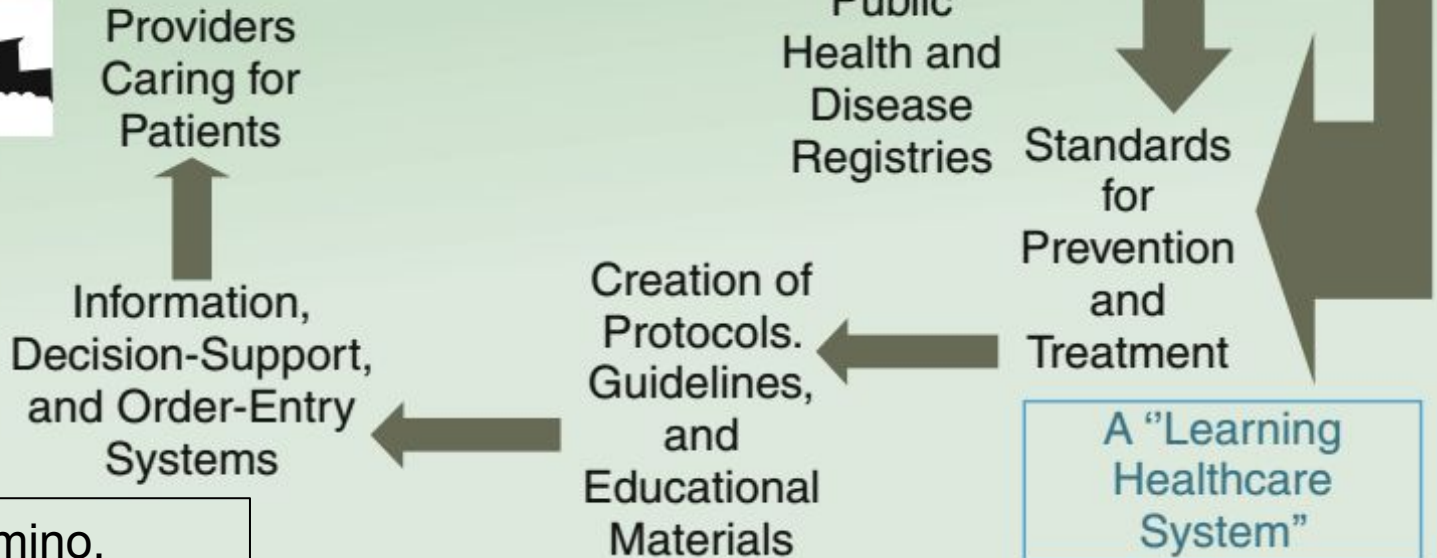 Providers
Caring for
Patients
Public
Health and
Disease
Registries
Standards
for
Prevention
and
Treatment
Creation of
Protocols.
Guidelines,
and
Educational
Materials
Information,
Decision-Support,
and Order-Entry
Systems
A “Learning
Healthcare
System”